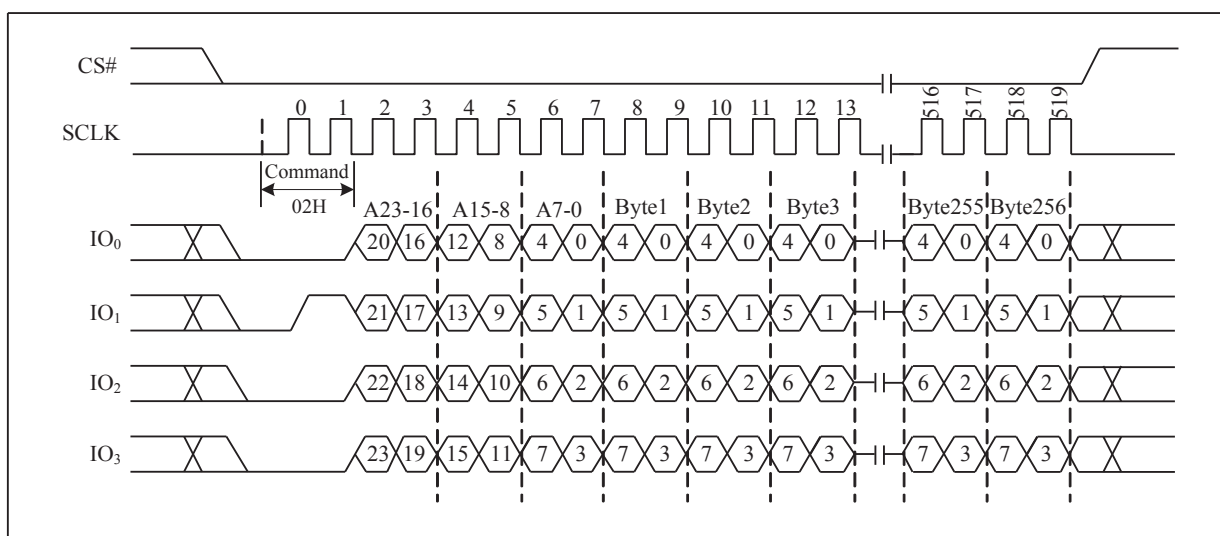 CS#
0 1 2 3 4 5 6 7 8 9 10 11 12 13 516 517 518 519
SCLK
Command
02H
A23-16 A15-8 A7-0 Byte1 Byte2 Byte3 Byte255 Byte256
IO₀ 20 16 12 8 4 0 4 0 4 0 4 0 4 0 4 0
IO₁ 21 17 13 9 5 1 5 1 5 1 5 1 5 1 5 1
IO₂ 22 18 14 10 6 2 6 2 6 2 6 2 6 2 6 2
IO₃ 23 19 15 11 7 3 7 3 7 3 7 3 7 3 7 3